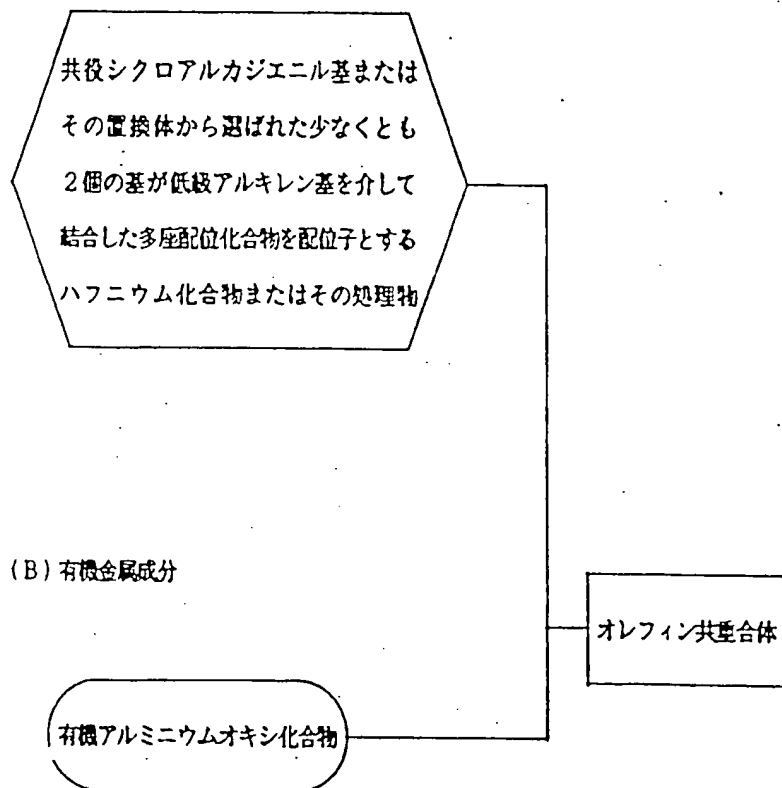 共役シクロアルカジエニル基または
その置換体から選ばれた少なくとも
2個の基が低級アルキレン基を介して
結合した多座配位化合物を配位子とする
ハフニウム化合物またはその処理物
(B)有機金属成分
オレフィン共重合体
有機アルミニウムオキシ化合物